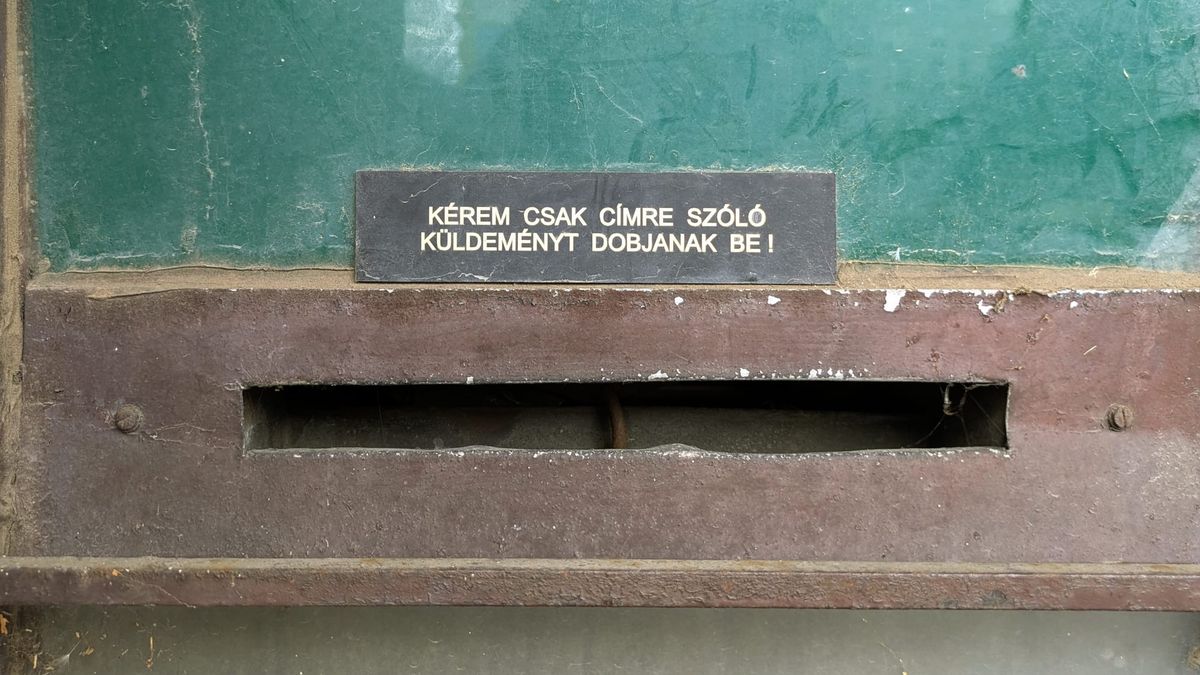 KÉREM CSAK CÍMRE SZÓLÓ
KÜLDEMÉNYT DOBJANAK BE !